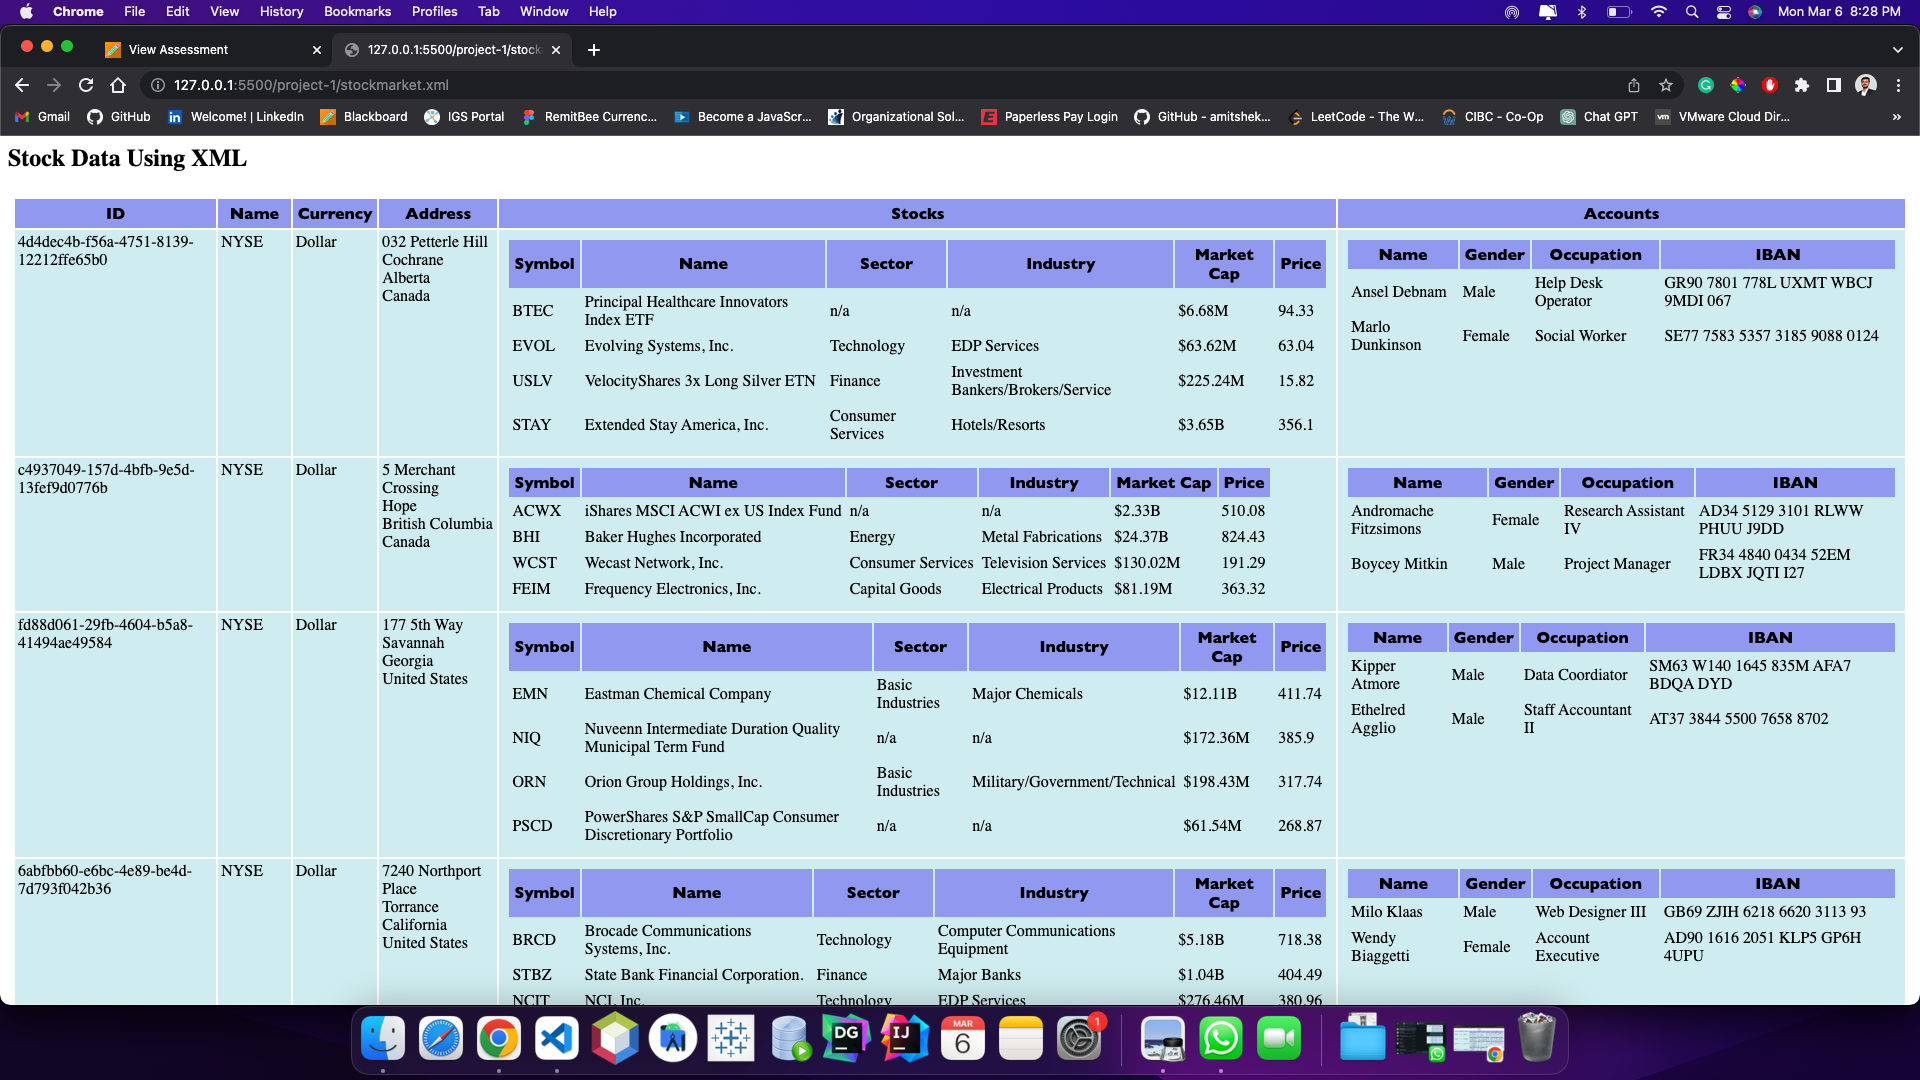 Chrome File Edit View History Bookmarks Profiles Tab Window Help Mon Mar 6 8:28 PM
View Assessment 127.0.0.1:5500/project-1/stock
127.0.0.1:5500/project-1/stockmarket.xml
Gmail GitHub Welcome! | LinkedIn Blackboard IGS Portal RemitBee Currenc... Become a JavaScr... Organizational Sol... Paperless Pay Login GitHub - amitshek... LeetCode - The W... CIBC - Co-Op Chat GPT VMware Cloud Dir... »
Stock Data Using XML
ID Name Currency Address Stocks Accounts
4d4dec4b-f56a-4751-8139-
12212ffe65b0
NYSE
Dollar
032 Petterle Hill
Cochrane
Alberta
Canada
Symbol Name Sector Industry Market Cap Price
BTEC Principal Healthcare Innovators Index ETF n/a n/a $6.68M 94.33
EVOL Evolving Systems, Inc. Technology EDP Services $63.62M 63.04
USLV VelocityShares 3x Long Silver ETN Finance Investment Bankers/Brokers/Service $225.24M 15.82
STAY Extended Stay America, Inc. Consumer Services Hotels/Resorts $3.65B 356.1
Name Gender Occupation IBAN
Ansel Debnam Male Help Desk Operator GR90 7801 778L UXMT WBCJ 9MDI 067
Marlo Dunkinson Female Social Worker SE77 7583 5357 3185 9088 0124
c4937049-157d-4bfb-9e5d-
13fef9d0776b
NYSE
Dollar
5 Merchant
Crossing
Hope
British Columbia
Canada
Symbol Name Sector Industry Market Cap Price
ACWX iShares MSCI ACWI ex US Index Fund n/a n/a $2.33B 510.08
BHI Baker Hughes Incorporated Energy Metal Fabrications $24.37B 824.43
WCST Wecast Network, Inc. Consumer Services Television Services $130.02M 191.29
FEIM Frequency Electronics, Inc. Capital Goods Electrical Products $81.19M 363.32
Name Gender Occupation IBAN
Andromache Fitzsimons Female Research Assistant IV AD34 5129 3101 RLWW PHUU J9DD
Boycey Mitkin Male Project Manager FR34 4840 0434 52EM LDBX JQTI I27
fd88d061-29fb-4604-b5a8-
41494ae49584
NYSE
Dollar
177 5th Way
Savannah
Georgia
United States
Symbol Name Sector Industry Market Cap Price
EMN Eastman Chemical Company Basic Industries Major Chemicals $12.11B 411.74
NIQ Nuveenn Intermediate Duration Quality Municipal Term Fund n/a n/a $172.36M 385.9
ORN Orion Group Holdings, Inc. Basic Industries Military/Government/Technical $198.43M 317.74
PSCD PowerShares S&P SmallCap Consumer Discretionary Portfolio n/a n/a $61.54M 268.87
Name Gender Occupation IBAN
Kipper Atmore Male Data Coordiator SM63 W140 1645 835M AFA7 BDQA DYD
Ethelred Agglio Male Staff Accountant II AT37 3844 5500 7658 8702
6abfbb60-e6bc-4e89-be4d-
7d793f042b36
NYSE
Dollar
7240 Northport
Place
Torrance
California
United States
Symbol Name Sector Industry Market Cap Price
BRCD Brocade Communications Systems, Inc. Technology Computer Communications Equipment $5.18B 718.38
STBZ State Bank Financial Corporation. Finance Major Banks $1.04B 404.49
NCIT NCI, Inc. Technology EDP Services $276.46M 380.96
Name Gender Occupation IBAN
Milo Klaas Male Web Designer III GB69 ZJIH 6218 6620 3113 93
Wendy Biaggetti Female Account Executive AD90 1616 2051 KLP5 GP6H 4UPU
DG IJ MAR 6 1